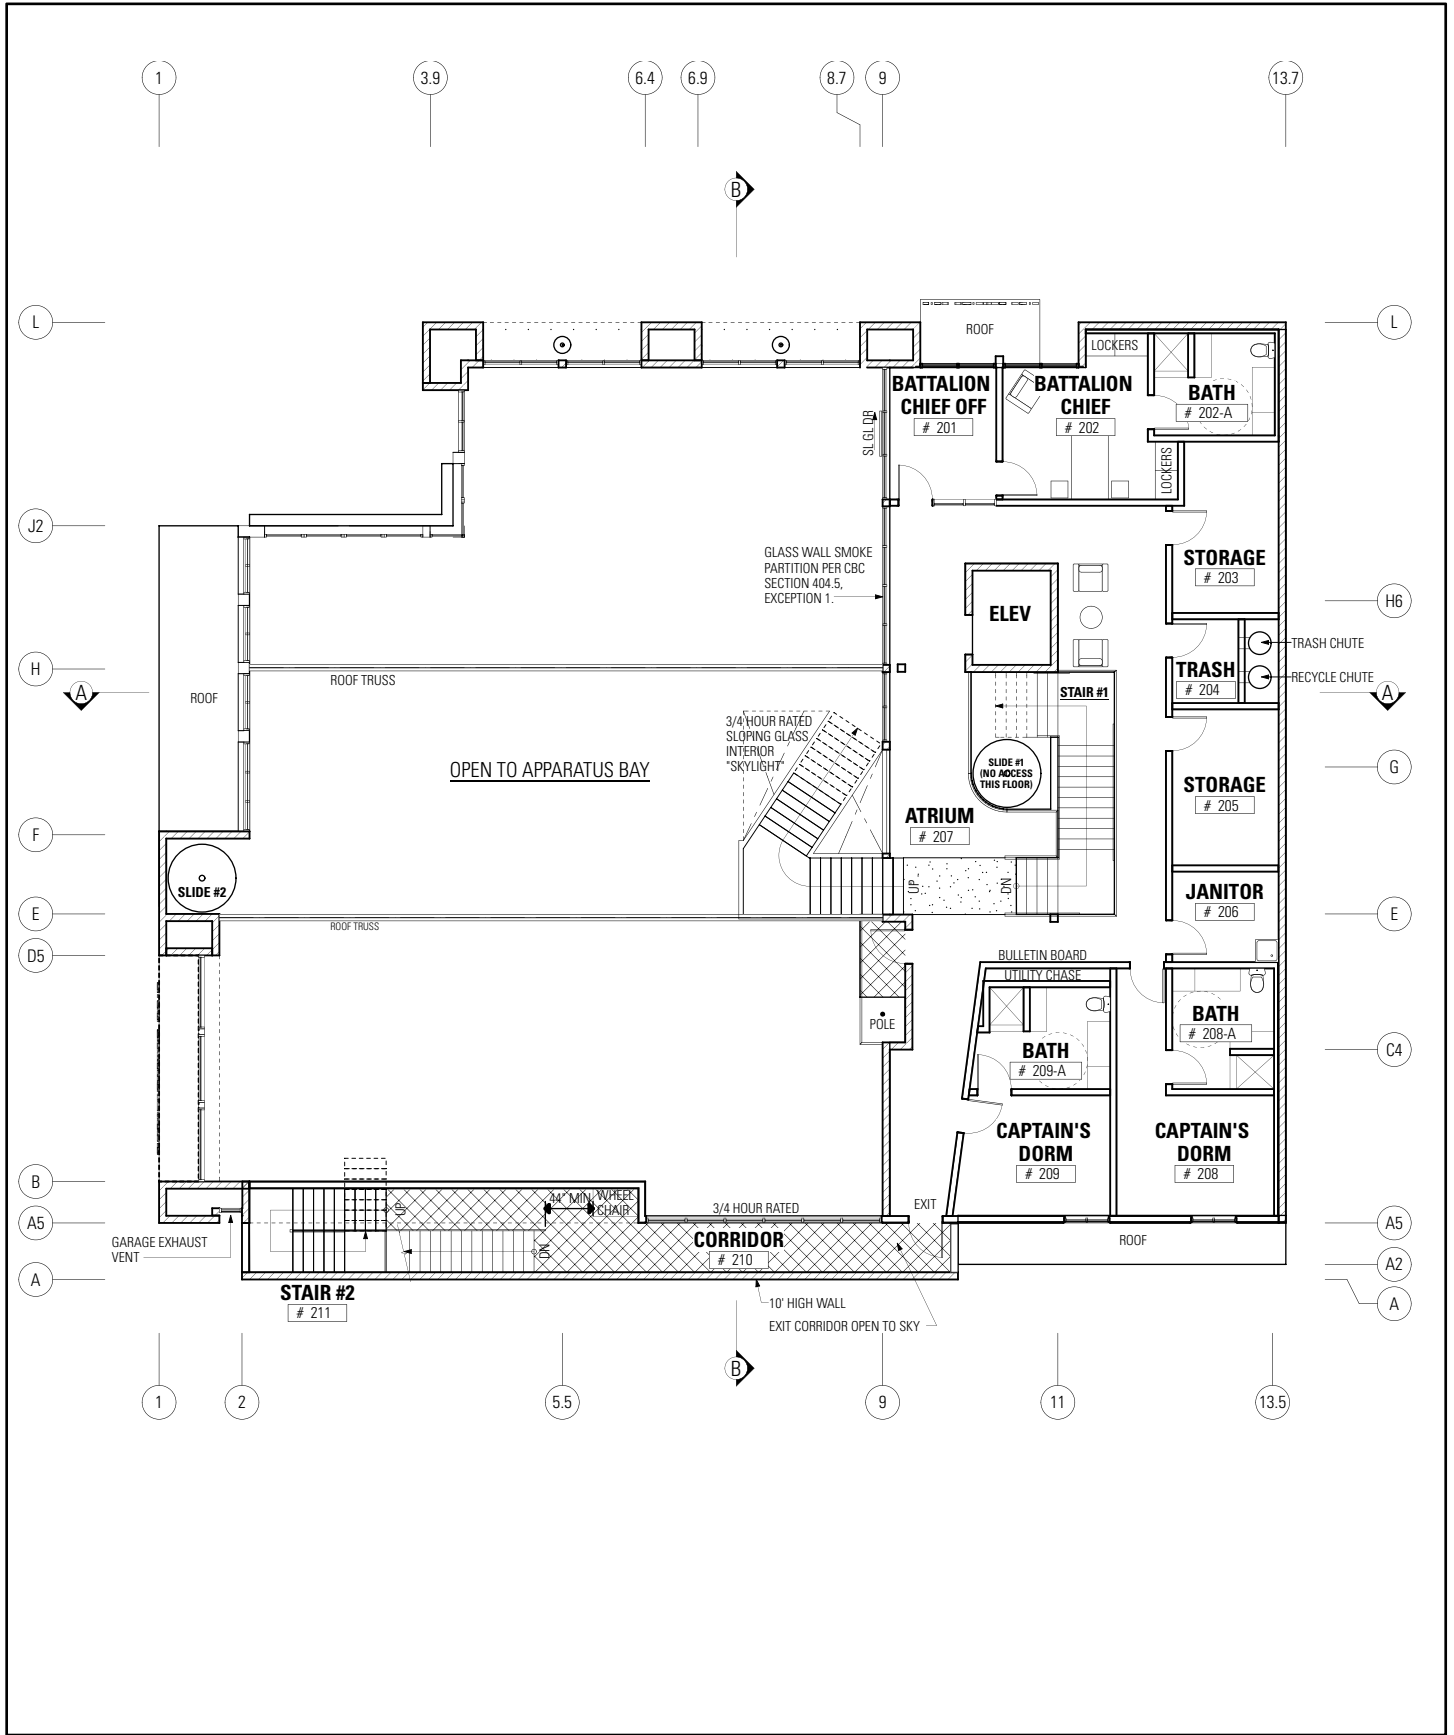 1
3.9
6.4
6.9
8.7
9
13.7
B
L
L
ROOF
LOCKERS
BATTALION
CHIEF OFF
# 201
BATTALION
CHIEF
# 202
BATH
# 202-A
SL GL DR
LOCKERS
J2
GLASS WALL SMOKE
PARTITION PER CBC
SECTION 404.5,
EXCEPTION 1.
STORAGE
# 203
ELEV
H6
H
TRASH CHUTE
TRASH
# 204
RECYCLE CHUTE
ROOF TRUSS
A
ROOF
STAIR #1
A
3/4 HOUR RATED
SLOPING GLASS
INTERIOR
"SKYLIGHT"
OPEN TO APPARATUS BAY
SLIDE #1
(NO ACCESS
THIS FLOOR)
G
STORAGE
# 205
ATRIUM
# 207
F
SLIDE #2
UP
DN
JANITOR
# 206
E
E
ROOF TRUSS
D5
BULLETIN BOARD
UTILITY CHASE
POLE
BATH
# 208-A
BATH
# 209-A
C4
CAPTAIN'S
DORM
# 209
CAPTAIN'S
DORM
# 208
B
44" MIN
WHEEL
CHAIR
UP
3/4 HOUR RATED
EXIT
A5
A5
GARAGE EXHAUST
VENT
DN
CORRIDOR
# 210
ROOF
A
A2
STAIR #2
# 211
10' HIGH WALL
A
EXIT CORRIDOR OPEN TO SKY
B
1
2
5.5
9
11
13.5